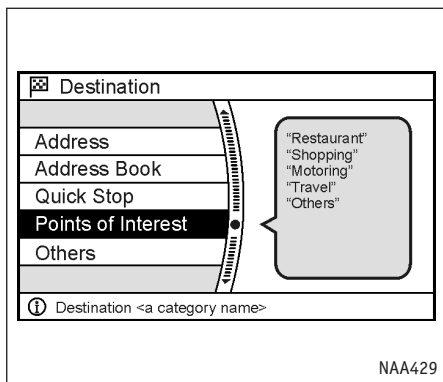 Destination
Address
Address Book
Quick Stop
Points of Interest
Others
“Restaurant”
“Shopping”
“Motoring”
“Travel”
“Others”
Destination <a category name>
NAA429